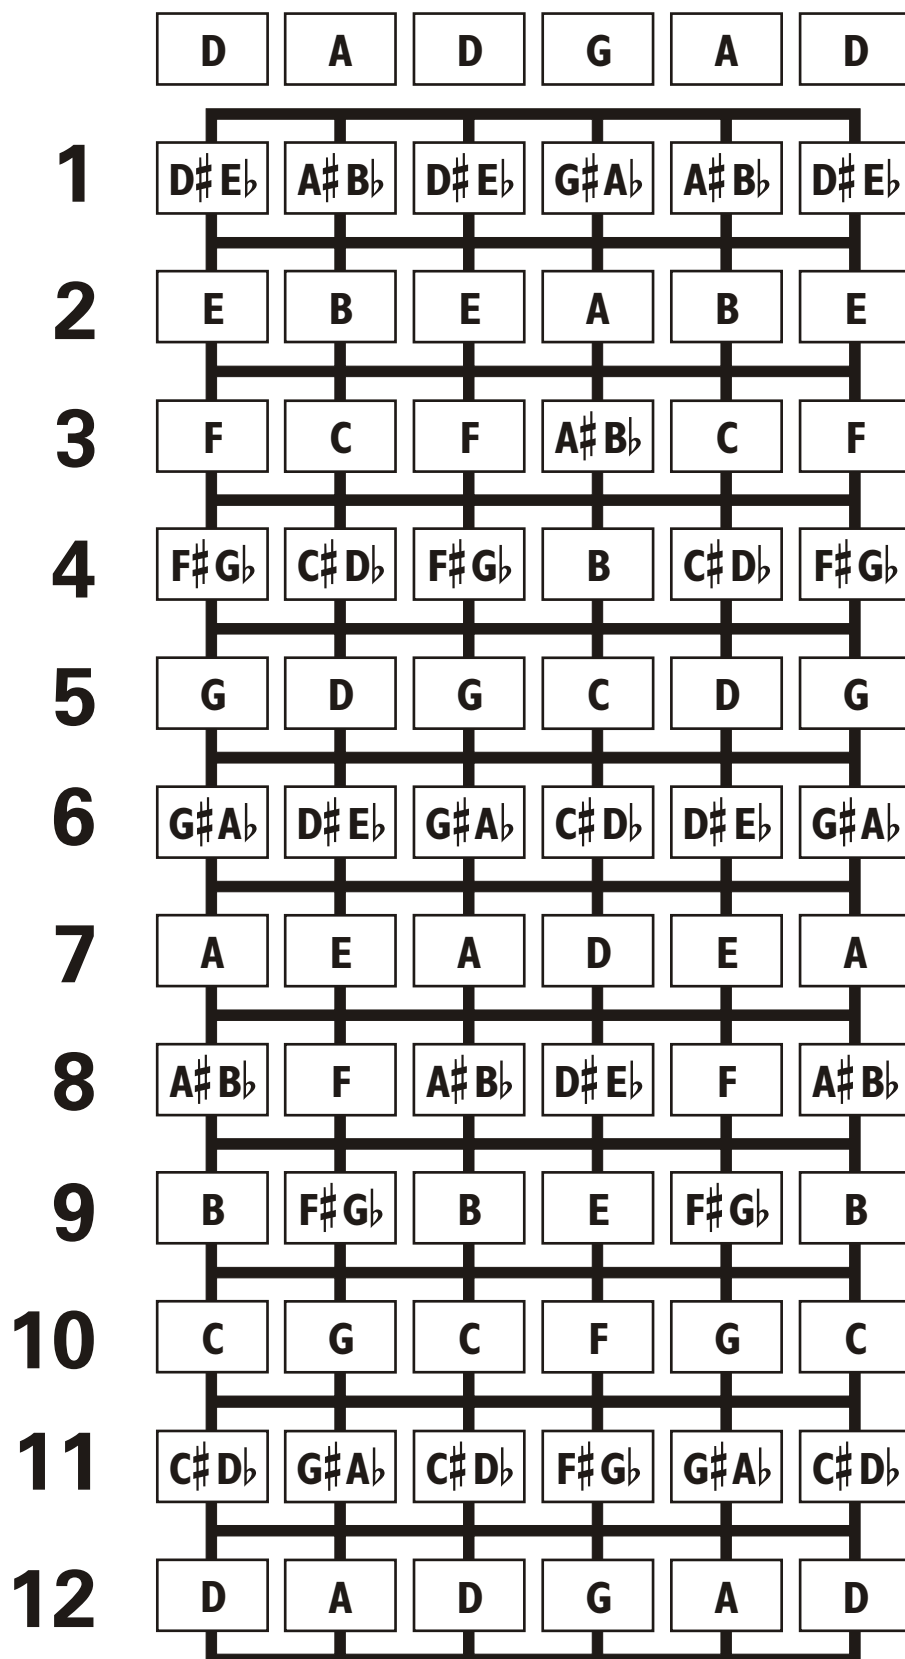 D A D G A D
1 D♯E♭ A♯B♭ D♯E♭ G♯A♭ A♯B♭ D♯E♭
2 E B E A B E
3 F C F A♯B♭ C F
4 F♯G♭ C♯D♭ F♯G♭ B C♯D♭ F♯G♭
5 G D G C D G
6 G♯A♭ D♯E♭ G♯A♭ C♯D♭ D♯E♭ G♯A♭
7 A E A D E A
8 A♯B♭ F A♯B♭ D♯E♭ F A♯B♭
9 B F♯G♭ B E F♯G♭ B
10 C G C F G C
11 C♯D♭ G♯A♭ C♯D♭ F♯G♭ G♯A♭ C♯D♭
12 D A D G A D